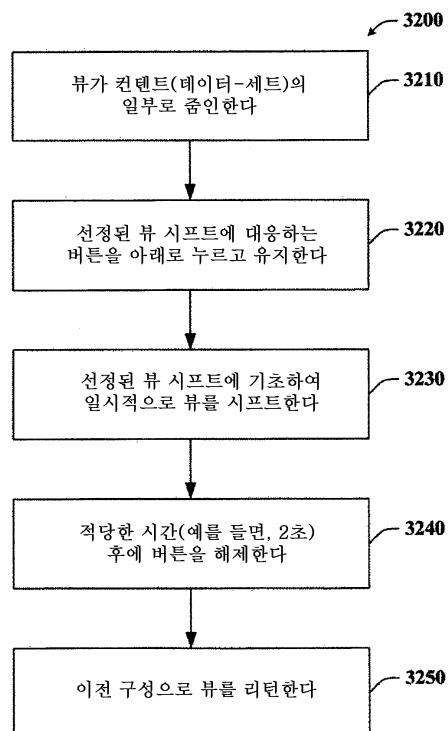 3200
뷰가 컨텐트(데이터-세트)의
일부로 줌인한다
3210
선정된 뷰 시프트에 대응하는
버튼을 아래로 누르고 유지한다
3220
선정된 뷰 시프트에 기초하여
일시적으로 뷰를 시프트한다
3230
적당한 시간(예를 들면, 2초)
후에 버튼을 해제한다
3240
이전 구성으로 뷰를 리턴한다
3250